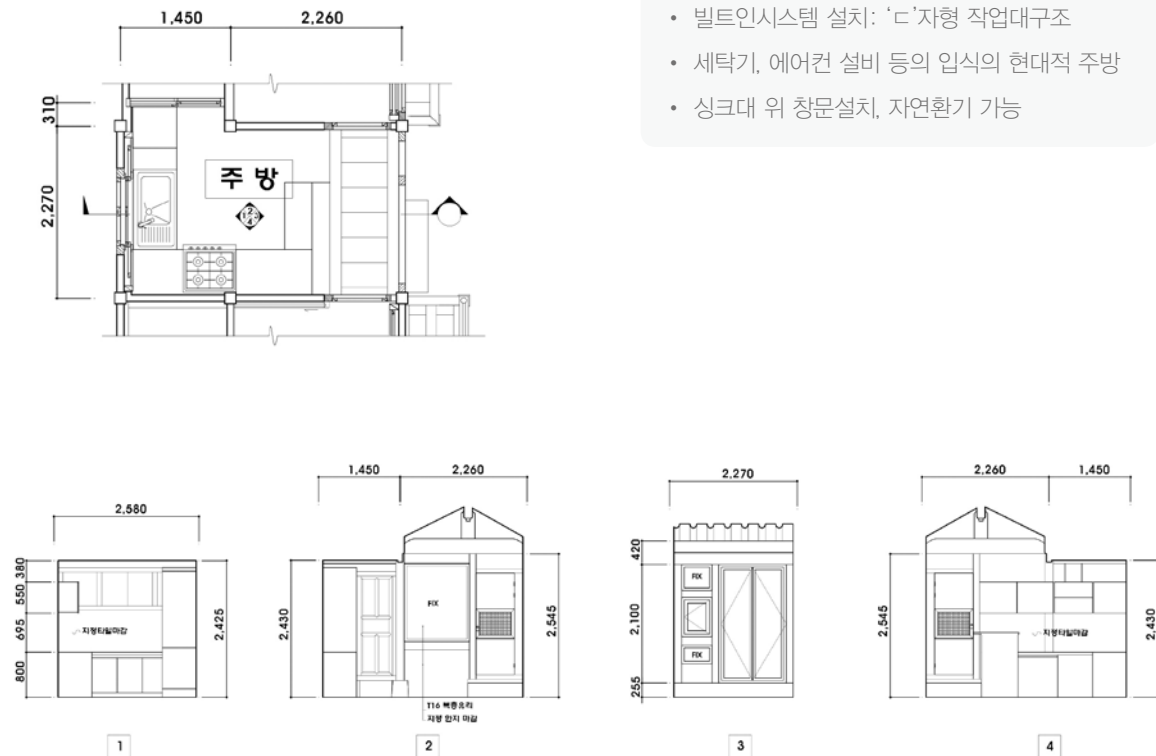 1,450 2,260
• 빌트인시스템 설치: ‘ㄷ’자형 작업대구조
• 세탁기, 에어컨 설비 등의 입식의 현대적 주방
• 싱크대 위 창문설치, 자연환기 가능
310
2,270
주 방
2,580
380
550
695
800
2,425
지정타일마감
1
1,450 2,260
2,430
2,545
FIX
T16 복층유리
지정 한지 마감
2
2,270
420
2,100
255
FIX
FIX
3
2,260 1,450
2,545
2,430
지정타일마감
4